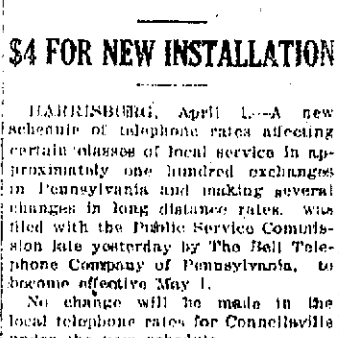 $4 FOR NEW INSTALLATION
HARRISBURG, April 1.—A new
schedule of telephone rates affecting
certain classes of local service in ap-
proximately one hundred exchanges
in Pennsylvania and making several
changes in long distance rates, was
filed with the Public Service Commis-
sion late yesterday by The Bell Tele-
phone Company of Pennsylvania, to
become effective May 1.
No change will be made in the
local telephone rates for Connellsville